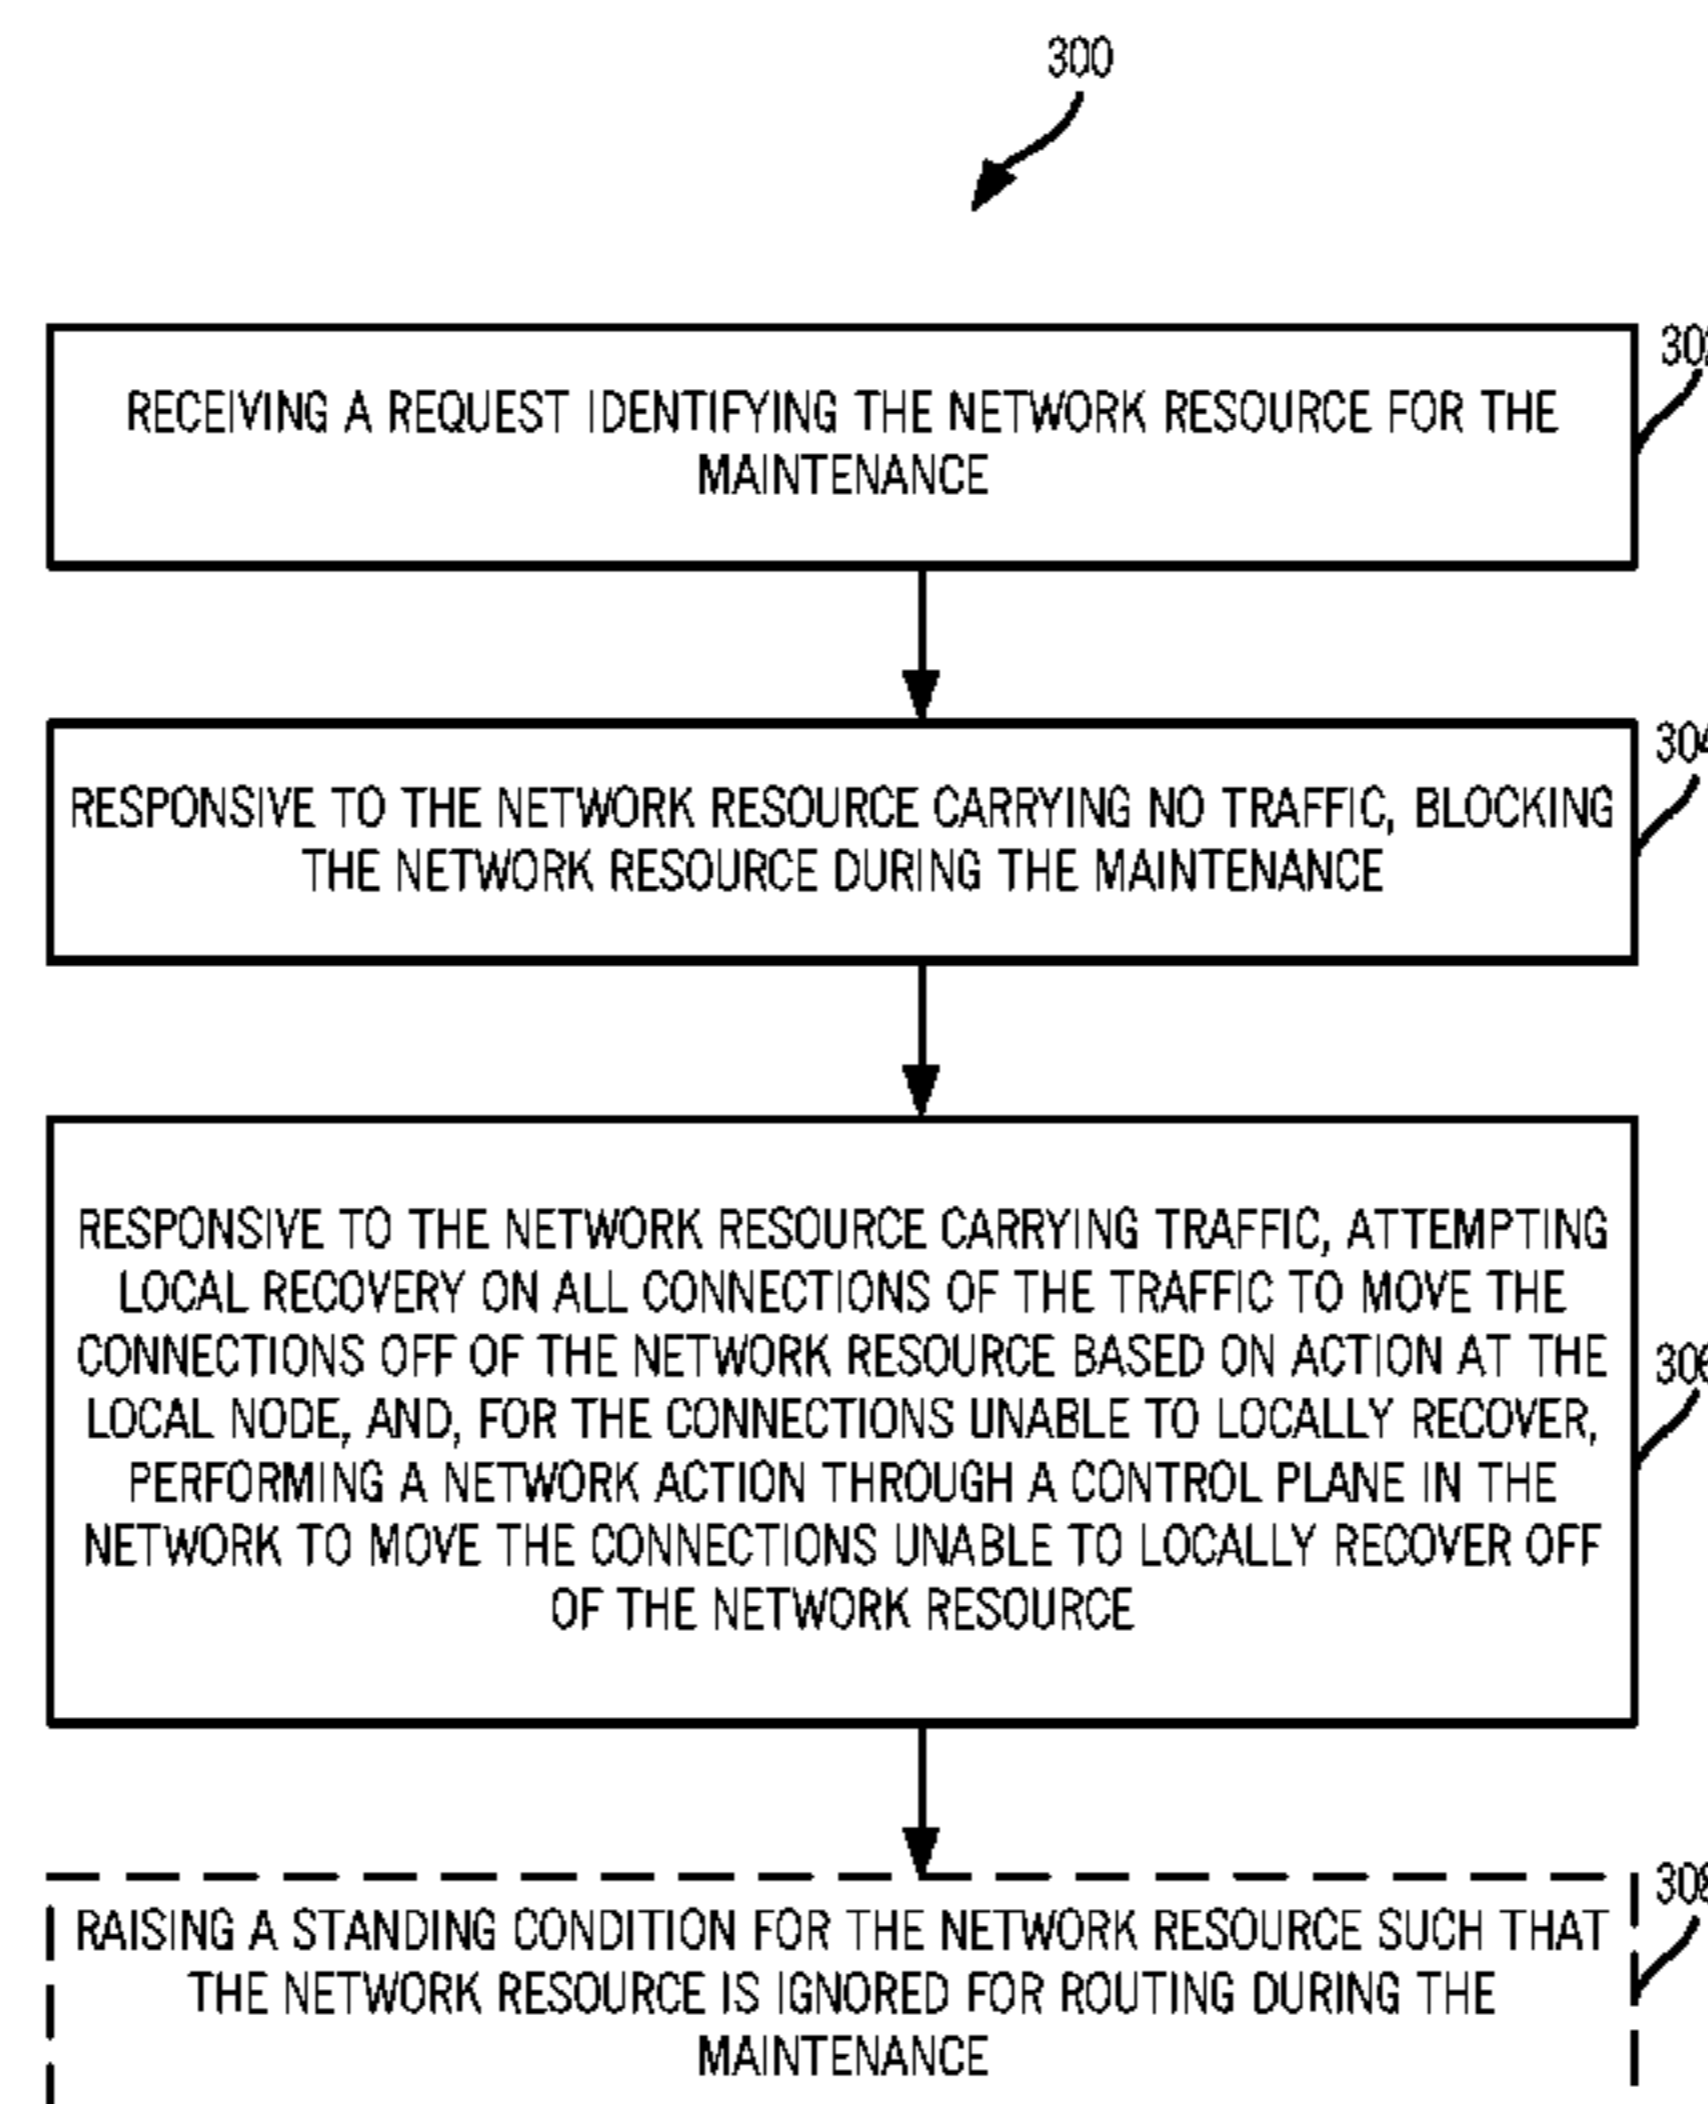 300
RECEIVING A REQUEST IDENTIFYING THE NETWORK RESOURCE FOR THE
MAINTENANCE
RESPONSIVE TO THE NETWORK RESOURCE CARRYING NO TRAFFIC, BLOCKING
THE NETWORK RESOURCE DURING THE MAINTENANCE
304
RESPONSIVE TO THE NETWORK RESOURCE CARRYING TRAFFIC, ATTEMPTING
LOCAL RECOVERY ON ALL CONNECTIONS OF THE TRAFFIC TO MOVE THE
CONNECTIONS OFF OF THE NETWORK RESOURCE BASED ON ACTION AT THE
LOCAL NODE, AND, FOR THE CONNECTIONS UNABLE TO LOCALLY RECOVER,
PERFORMING A NETWORK ACTION THROUGH A CONTROL PLANE IN THE
NETWORK TO MOVE THE CONNECTIONS UNABLE TO LOCALLY RECOVER OFF
OF THE NETWORK RESOURCE
RAISING A STANDING CONDITION FOR THE NETWORK RESOURCE SUCH THAT
THE NETWORK RESOURCE IS IGNORED FOR ROUTING DURING THE
MAINTENANCE